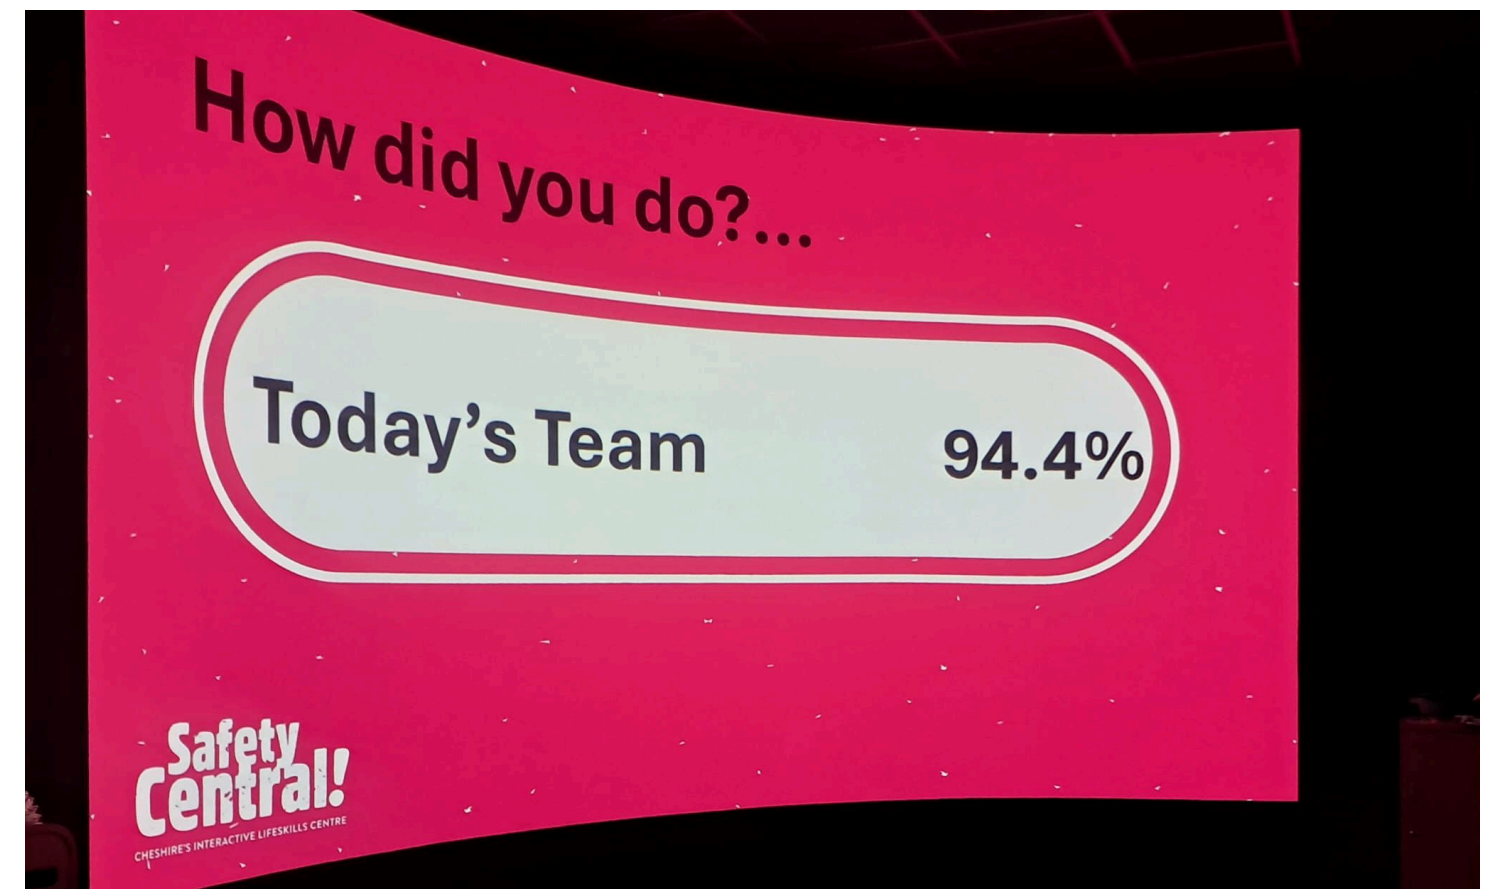 How did you do?...
Today's Team 94.4%
Safety
Central!
CHESHIRE'S INTERACTIVE LIFESKILLS CENTRE